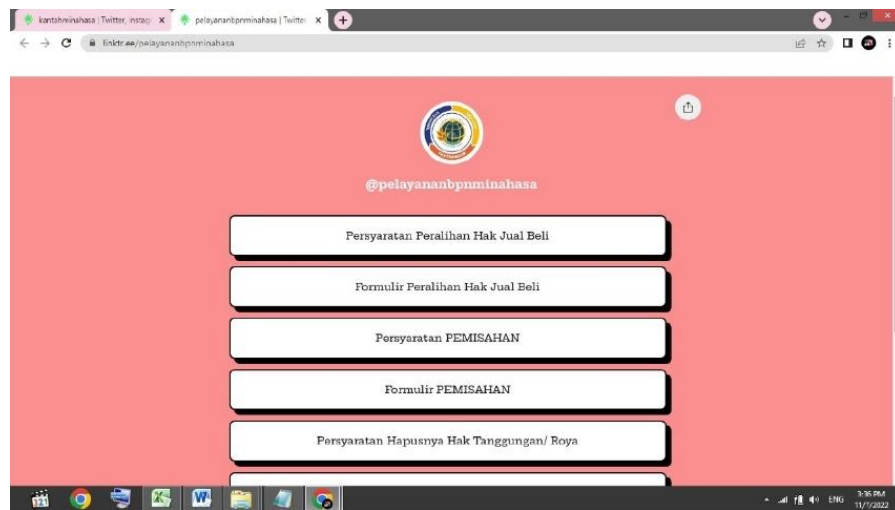 kantahminahasa | Twitter, Instagr
pelayananbpnminahasa | Twitter
linktr.ee/pelayananbpnminahasa
@pelayananbpnminahasa
Persyaratan Peralihan Hak Jual Beli
Formulir Peralihan Hak Jual Beli
Persyaratan PEMISAHAN
Formulir PEMISAHAN
Persyaratan Hapusnya Hak Tanggungan/ Roya
ENG
3:36 PM
11/7/2022